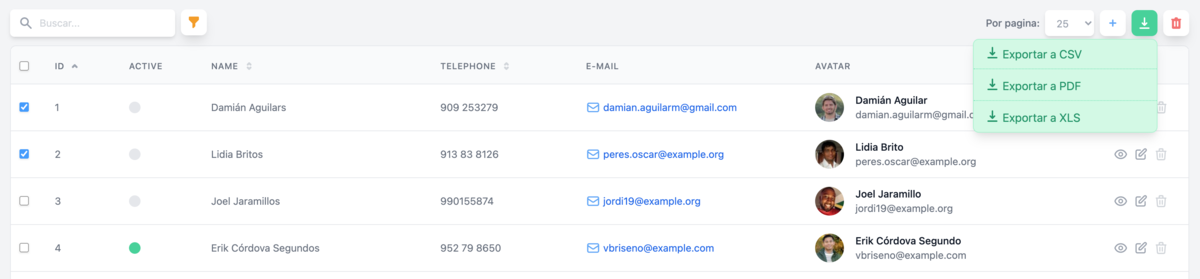 Buscar...
Por pagina: 25
Exportar a CSV
Exportar a PDF
Exportar a XLS
ID ACTIVE NAME TELEPHONE E-MAIL AVATAR
1 Damián Aguilars 909 253279 damian.aguilarm@gmail.com Damián Aguilar
damian.aguilarm@gmail.c
2 Lidia Britos 913 83 8126 peres.oscar@example.org Lidia Brito
peres.oscar@example.org
3 Joel Jaramillos 990155874 jordi19@example.org Joel Jaramillo
jordi19@example.org
4 Erik Córdova Segundos 952 79 8650 vbriseno@example.com Erik Córdova Segundo
vbriseno@example.com